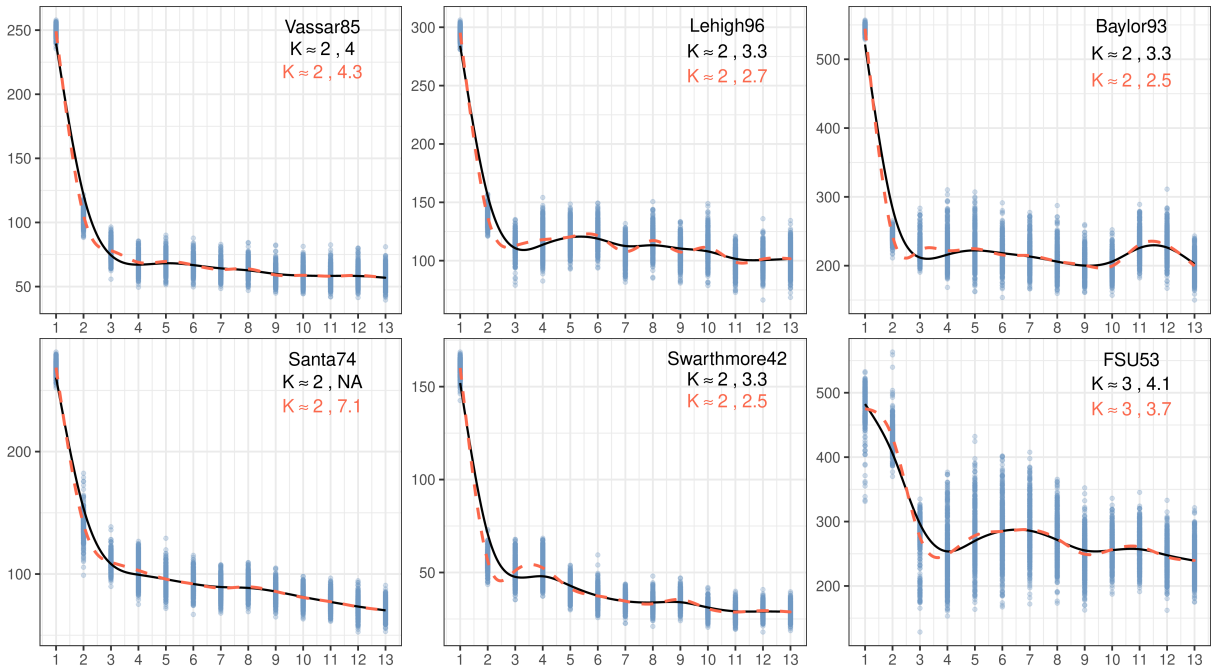 Vassar85
K ≈ 2 , 4
K ≈ 2 , 4.3
250
200
150
100
50
1 2 3 4 5 6 7 8 9 10 11 12 13
Lehigh96
K ≈ 2 , 3.3
K ≈ 2 , 2.7
300
200
150
100
1 2 3 4 5 6 7 8 9 10 11 12 13
Baylor93
K ≈ 2 , 3.3
K ≈ 2 , 2.5
500
400
300
200
1 2 3 4 5 6 7 8 9 10 11 12 13
Santa74
K ≈ 2 , NA
K ≈ 2 , 7.1
200
100
1 2 3 4 5 6 7 8 9 10 11 12 13
Swarthmore42
K ≈ 2 , 3.3
K ≈ 2 , 2.5
150
100
50
1 2 3 4 5 6 7 8 9 10 11 12 13
FSU53
K ≈ 3 , 4.1
K ≈ 3 , 3.7
500
400
300
200
1 2 3 4 5 6 7 8 9 10 11 12 13